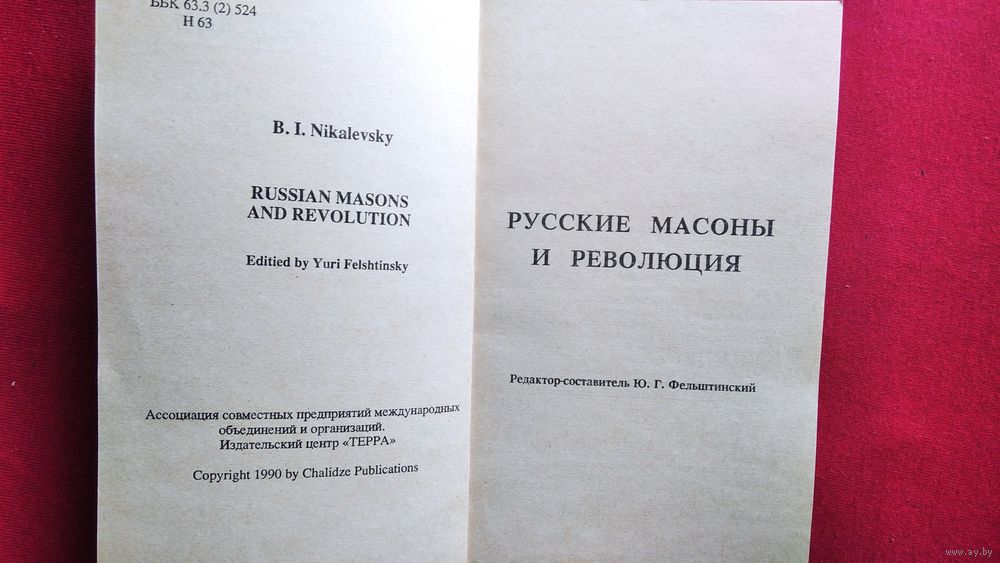 ББК 63.3 (2) 524
Н 63
B. I. Nikalevsky
RUSSIAN MASONS
AND REVOLUTION
Editied by Yuri Felshtinsky
Ассоциация совместных предприятий международных
объединений и организаций.
Издательский центр «ТЕРРА»
Copyright 1990 by Chalidze Publications
РУССКИЕ МАСОНЫ
И РЕВОЛЮЦИЯ
Редактор-составитель Ю. Г. Фельштинский
www.ay.by